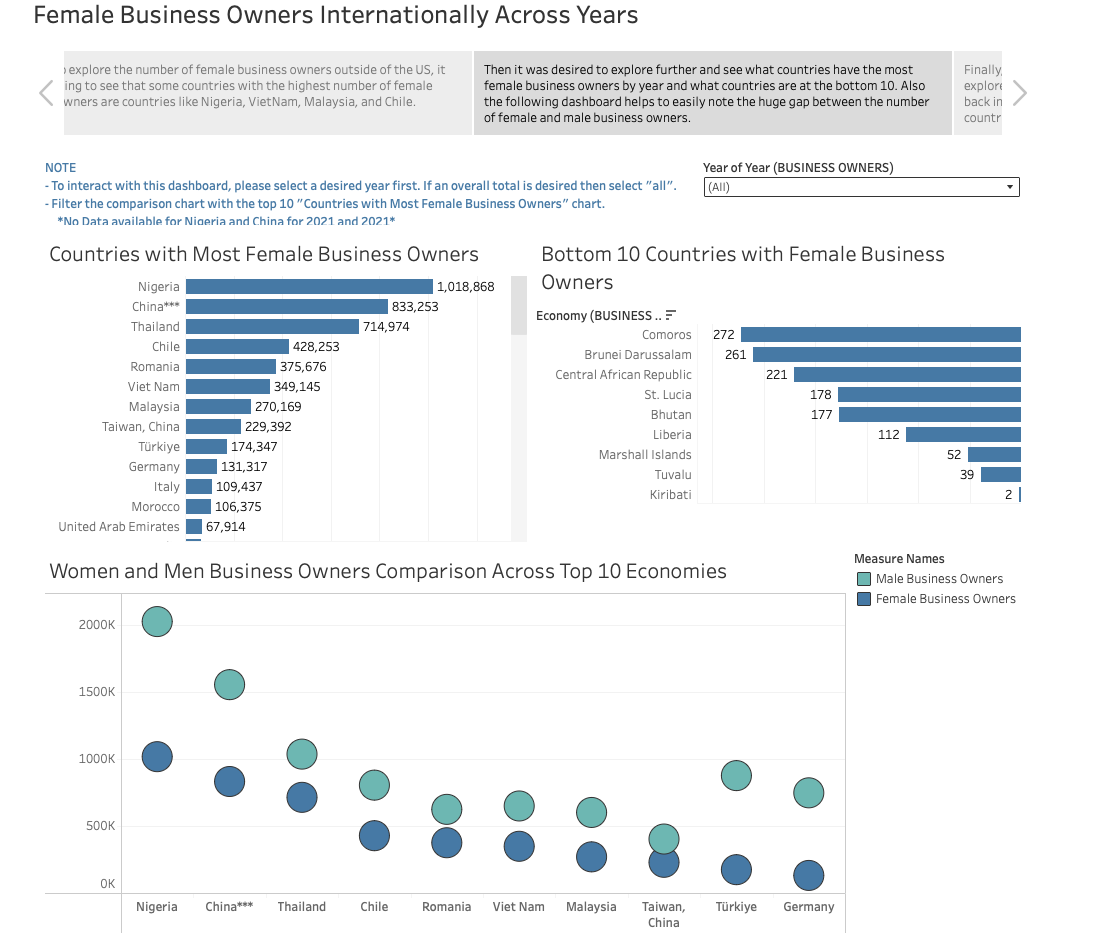 Female Business Owners Internationally Across Years
explore the number of female business owners outside of the US, it
ing to see that some countries with the highest number of female
wners are countries like Nigeria, VietNam, Malaysia, and Chile.
Then it was desired to explore further and see what countries have the most
female business owners by year and what countries are at the bottom 10. Also
the following dashboard helps to easily note the huge gap between the number
of female and male business owners.
Finally,
explore
back in
countr
NOTE
- To interact with this dashboard, please select a desired year first. If an overall total is desired then select "all".
- Filter the comparison chart with the top 10 "Countries with Most Female Business Owners" chart.
*No Data available for Nigeria and China for 2021 and 2021*
Year of Year (BUSINESS OWNERS)
(All)
Countries with Most Female Business Owners
Nigeria 1,018,868
China*** 833,253
Thailand 714,974
Chile 428,253
Romania 375,676
Viet Nam 349,145
Malaysia 270,169
Taiwan, China 229,392
Türkiye 174,347
Germany 131,317
Italy 109,437
Morocco 106,375
United Arab Emirates 67,914
Bottom 10 Countries with Female Business
Owners
Economy (BUSINESS ..
Comoros 272
Brunei Darussalam 261
Central African Republic 221
St. Lucia 178
Bhutan 177
Liberia 112
Marshall Islands 52
Tuvalu 39
Kiribati 2
Women and Men Business Owners Comparison Across Top 10 Economies
Measure Names
Male Business Owners
Female Business Owners
2000K
1500K
1000K
500K
0K
Nigeria China*** Thailand Chile Romania Viet Nam Malaysia Taiwan, Türkiye Germany
China